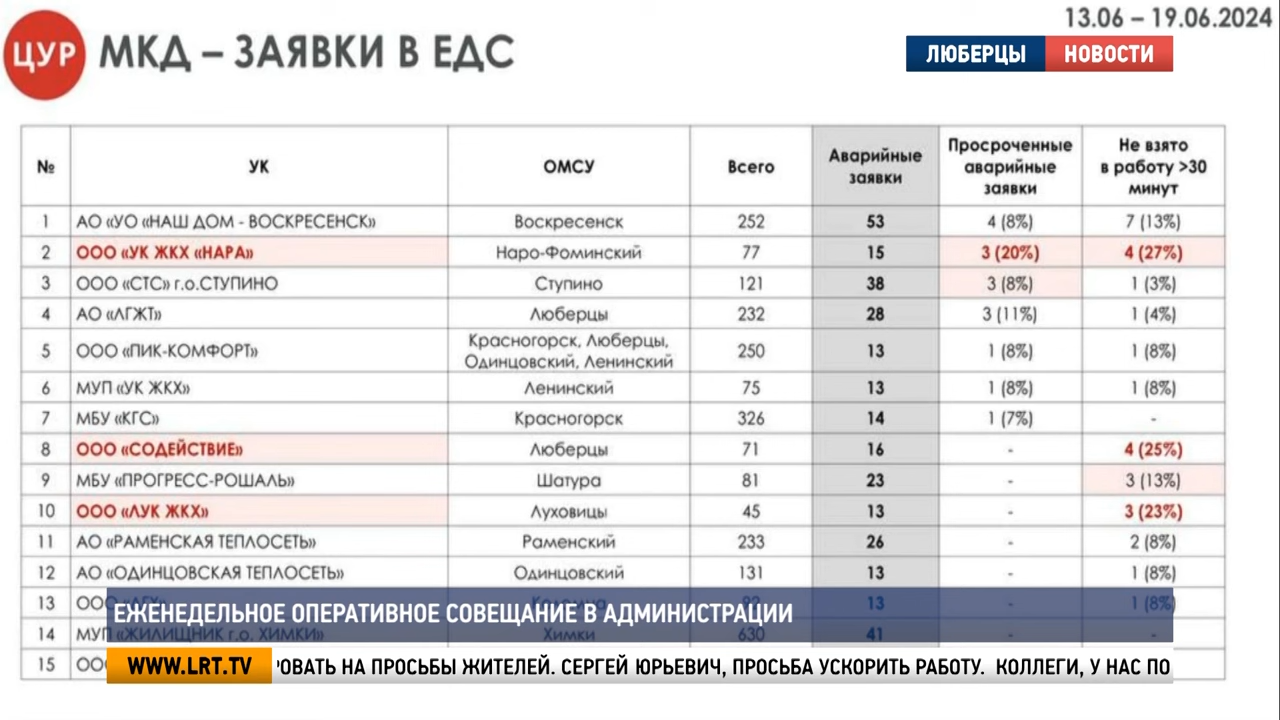 13.06 – 19.06.2024
ЦУР МКД – ЗАЯВКИ В ЕДС
ЛЮБЕРЦЫ НОВОСТИ
№ УК ОМСУ Всего Аварийные заявки Просроченные аварийные заявки Не взято в работу >30 минут
1 АО «УО «НАШ ДОМ - ВОСКРЕСЕНСК» Воскресенск 252 53 4 (8%) 7 (13%)
2 ООО «УК ЖКХ «НАРА» Наро-Фоминский 77 15 3 (20%) 4 (27%)
3 ООО «СТС» г.о.СТУПИНО Ступино 121 38 3 (8%) 1 (3%)
4 АО «ЛГЖТ» Люберцы 232 28 3 (11%) 1 (4%)
5 ООО «ПИК-КОМФОРТ» Красногорск, Люберцы, Одинцовский, Ленинский 250 13 1 (8%) 1 (8%)
6 МУП «УК ЖКХ» Ленинский 75 13 1 (8%) 1 (8%)
7 МБУ «КГС» Красногорск 326 14 1 (7%) -
8 ООО «СОДЕЙСТВИЕ» Люберцы 71 16 - 4 (25%)
9 МБУ «ПРОГРЕСС-РОШАЛЬ» Шатура 81 23 - 3 (13%)
10 ООО «ЛУК ЖКХ» Луховицы 45 13 - 3 (23%)
11 АО «РАМЕНСКАЯ ТЕПЛОСЕТЬ» Раменский 233 26 - 2 (8%)
12 АО «ОДИНЦОВСКАЯ ТЕПЛОСЕТЬ» Одинцовский 131 13 - 1 (8%)
13 13 - 1 (8%)
ЕЖЕНЕДЕЛЬНОЕ ОПЕРАТИВНОЕ СОВЕЩАНИЕ В АДМИНИСТРАЦИИ
14 МУП «ЖИЛИЩНИК г.о. ХИМКИ» Химки 630 41 - -
15
WWW.LRT.TV РОВАТЬ НА ПРОСЬБЫ ЖИТЕЛЕЙ. СЕРГЕЙ ЮРЬЕВИЧ, ПРОСЬБА УСКОРИТЬ РАБОТУ. КОЛЛЕГИ, У НАС ПО